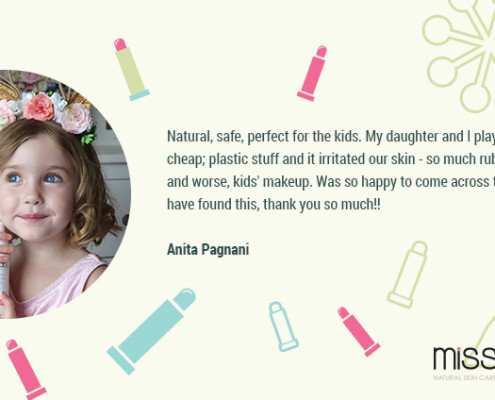 Natural, safe, perfect for the kids. My daughter and I play
cheap; plastic stuff and it irritated our skin - so much
and worse, kids' makeup. Was so happy to come across
have found this, thank you so much!!
Anita Pagnani
miss
NATURAL SKIN CARE